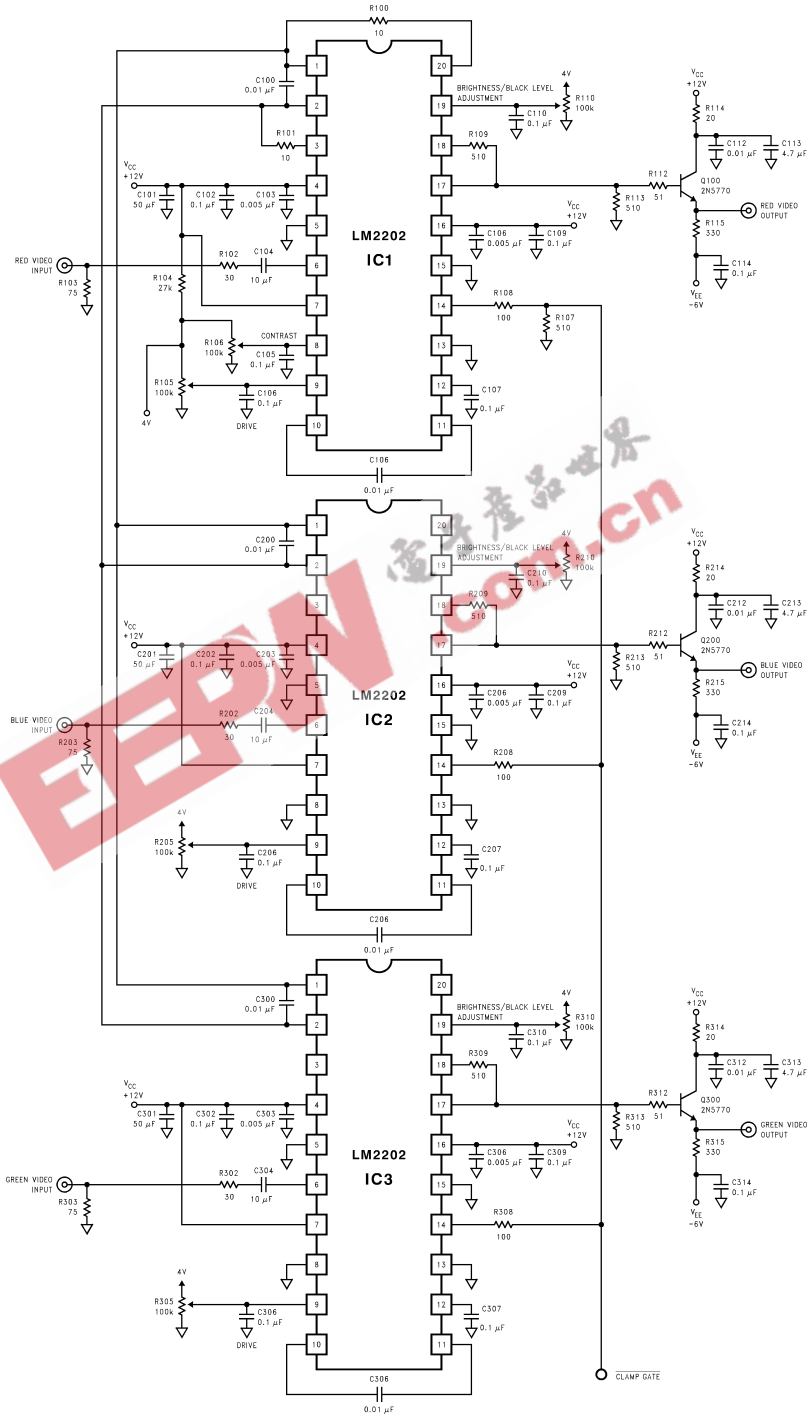 R100
10
1
20
C100
0.01 μF
BRIGHTNESS/BLACK LEVEL
ADJUSTMENT
4V
R110
100k
C110
0.1 μF
2
19
R101
10
3
18
R109
510
VCC
+12V
R114
20
C112
0.01 μF
C113
4.7 μF
VCC
+12V
C101
50 μF
C102
0.1 μF
C103
0.005 μF
4
17
R112
51
R113
510
Q100
2N5770
RED VIDEO
OUTPUT
R115
330
C114
0.1 μF
VEE
-6V
5
16
LM2202
IC1
VCC
+12V
C106
0.005 μF
C109
0.1 μF
RED VIDEO
INPUT
R103
75
R102
30
C104
10 μF
6
15
R104
27k
7
14
R108
100
R107
510
R106
100k
CONTRAST
C105
0.1 μF
8
13
R105
100k
4V
C106
0.1 μF
DRIVE
9
12
C107
0.1 μF
10
11
C106
0.01 μF
電子產品世界
.com.cn
EEPW
1
20
C200
0.01 μF
BRIGHTNESS/BLACK LEVEL
ADJUSTMENT
4V
R210
100k
C210
0.1 μF
2
19
3
18
R209
510
VCC
+12V
R214
20
C212
0.01 μF
C213
4.7 μF
VCC
+12V
C201
50 μF
C202
0.1 μF
C203
0.005 μF
4
17
R212
51
R213
510
Q200
2N5770
BLUE VIDEO
OUTPUT
R215
330
C214
0.1 μF
VEE
-6V
5
16
LM2202
IC2
VCC
+12V
C206
0.005 μF
C209
0.1 μF
BLUE VIDEO
INPUT
R203
75
R202
30
C204
10 μF
6
15
7
14
R208
100
8
13
4V
R205
100k
C206
0.1 μF
DRIVE
9
12
C207
0.1 μF
10
11
C206
0.01 μF
1
20
C300
0.01 μF
BRIGHTNESS/BLACK LEVEL
ADJUSTMENT
4V
R310
100k
C310
0.1 μF
2
19
3
18
R309
510
VCC
+12V
R314
20
C312
0.01 μF
C313
4.7 μF
VCC
+12V
C301
50 μF
C302
0.1 μF
C303
0.005 μF
4
17
R312
51
R313
510
Q300
2N5770
GREEN VIDEO
OUTPUT
R315
330
C314
0.1 μF
VEE
-6V
5
16
LM2202
IC3
VCC
+12V
C306
0.005 μF
C309
0.1 μF
GREEN VIDEO
INPUT
R303
75
R302
30
C304
10 μF
6
15
7
14
R308
100
8
13
4V
R305
100k
C306
0.1 μF
DRIVE
9
12
C307
0.1 μF
10
11
C306
0.01 μF
CLAMP GATE